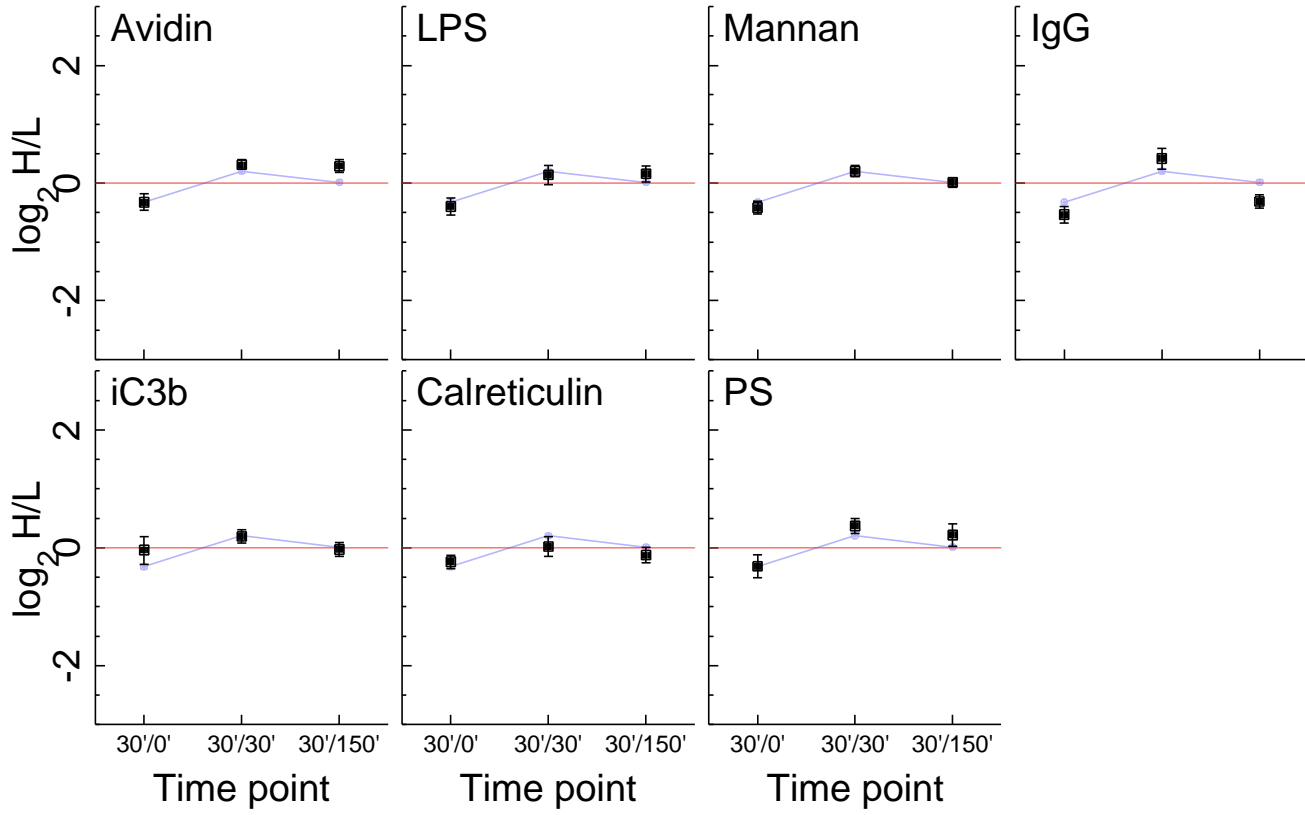 Avidin LPS Mannan IgG
log2 H/L
2
0
-2
iC3b Calreticulin PS
log2 H/L
2
0
-2
30'/0' 30'/30' 30'/150' 30'/0' 30'/30' 30'/150' 30'/0' 30'/30' 30'/150'
Time point Time point Time point